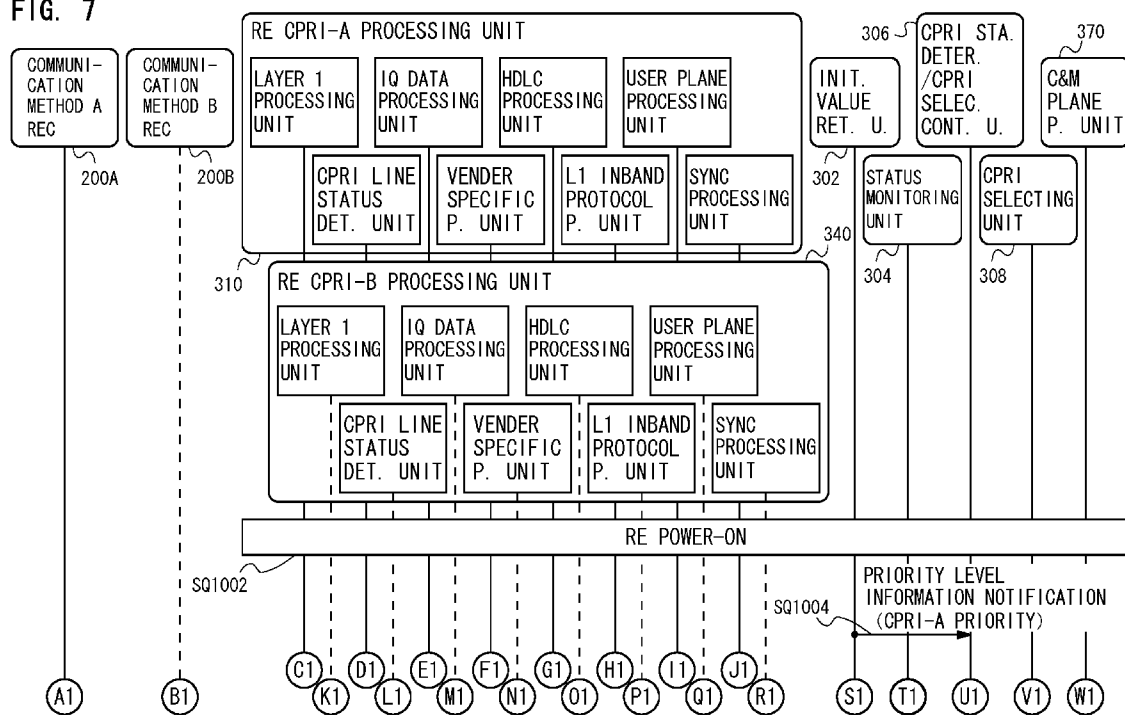 FIG. 7
COMMUNI-
CATION
METHOD A
REC
200A
COMMUNI-
CATION
METHOD B
REC
200B
RE CPRI-A PROCESSING UNIT
LAYER 1
PROCESSING
UNIT
IQ DATA
PROCESSING
UNIT
HDLC
PROCESSING
UNIT
USER PLANE
PROCESSING
UNIT
CPRI LINE
STATUS
DET. UNIT
VENDER
SPECIFIC
P. UNIT
L1 INBAND
PROTOCOL
P. UNIT
SYNC
PROCESSING
UNIT
310
RE CPRI-B PROCESSING UNIT
340
LAYER 1
PROCESSING
UNIT
IQ DATA
PROCESSING
UNIT
HDLC
PROCESSING
UNIT
USER PLANE
PROCESSING
UNIT
CPRI LINE
STATUS
DET. UNIT
VENDER
SPECIFIC
P. UNIT
L1 INBAND
PROTOCOL
P. UNIT
SYNC
PROCESSING
UNIT
INIT.
VALUE
RET. U.
302
STATUS
MONITORING
UNIT
304
306
CPRI STA.
DETER.
/CPRI
SELEC.
CONT. U.
CPRI
SELECTING
UNIT
308
370
C&M
PLANE
P. UNIT
RE POWER-ON
SQ1002
PRIORITY LEVEL
INFORMATION NOTIFICATION
(CPRI-A PRIORITY)
SQ1004
A1
B1
C1
K1
D1
L1
E1
M1
F1
N1
G1
O1
H1
P1
I1
Q1
J1
R1
S1
T1
U1
V1
W1